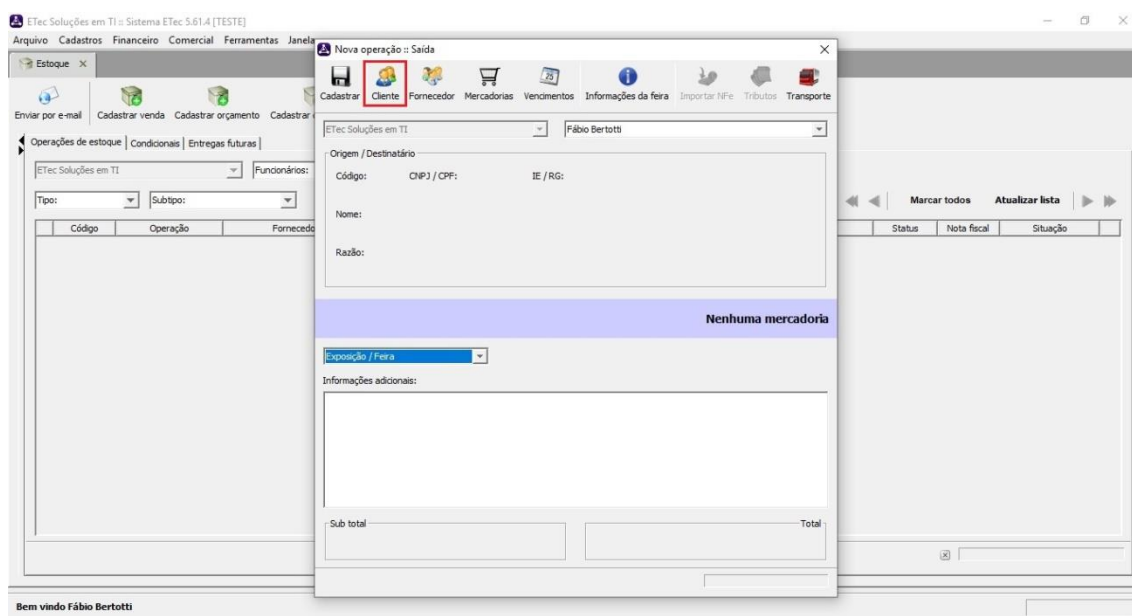 ETec Soluções em TI :: Sistema ETec 5.61.4 [TESTE]
Arquivo Cadastros Financeiro Comercial Ferramentas Janela
Estoque
Enviar por e-mail Cadastrar venda Cadastrar orçamento Cadastrar
Operações de estoque Condicionais Entregas futuras
ETec Soluções em TI Funcionários:
Tipo: Subtipo:
Marcar todos Atualizar lista
Código Operação Fornecedo
Status Nota fiscal Situação
Nova operação :: Saída
Cadastrar Cliente Fornecedor Mercadorias Vencimentos Informações da feira Importar NFe Tributos Transporte
25
ETec Soluções em TI Fábio Bertotti
Origem / Destinatário
Código: CNPJ / CPF: IE / RG:
Nome:
Razão:
Nenhuma mercadoria
Exposição / Feira
Informações adicionais:
Sub total Total
Bem vindo Fábio Bertotti